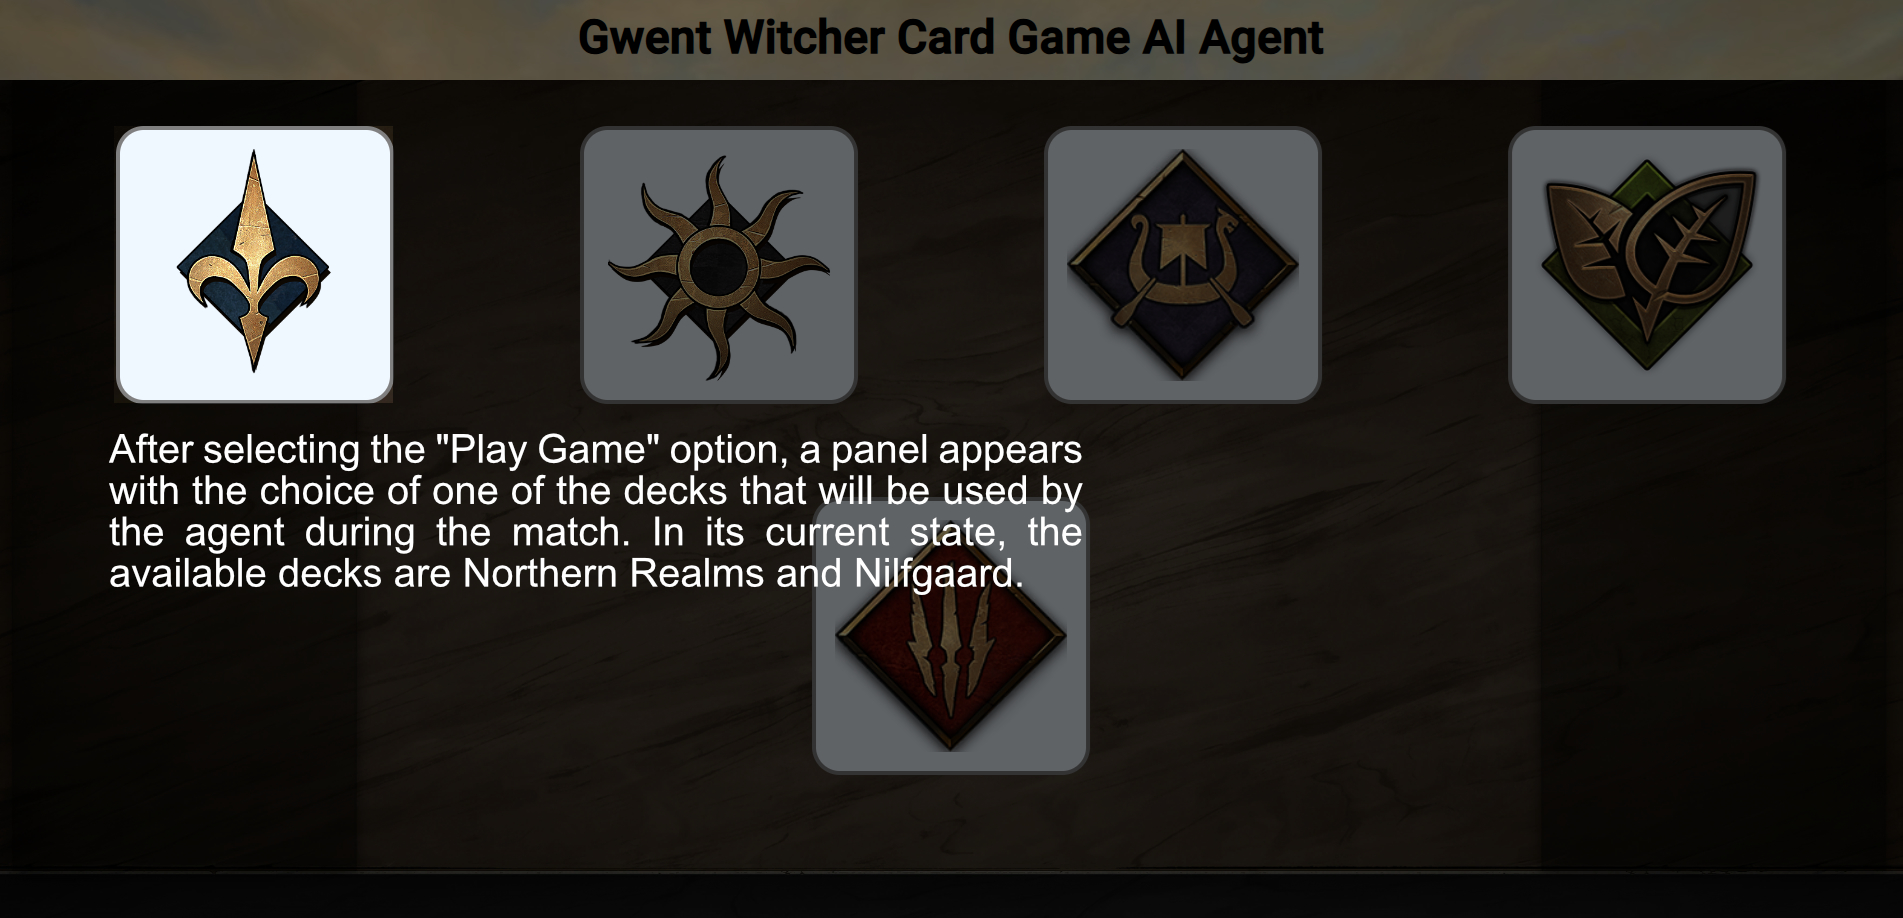 Gwent Witcher Card Game AI Agent
After selecting the "Play Game" option, a panel appears
with the choice of one of the decks that will be used by
the agent during the match. In its current state, the
available decks are Northern Realms and Nilfgaard.